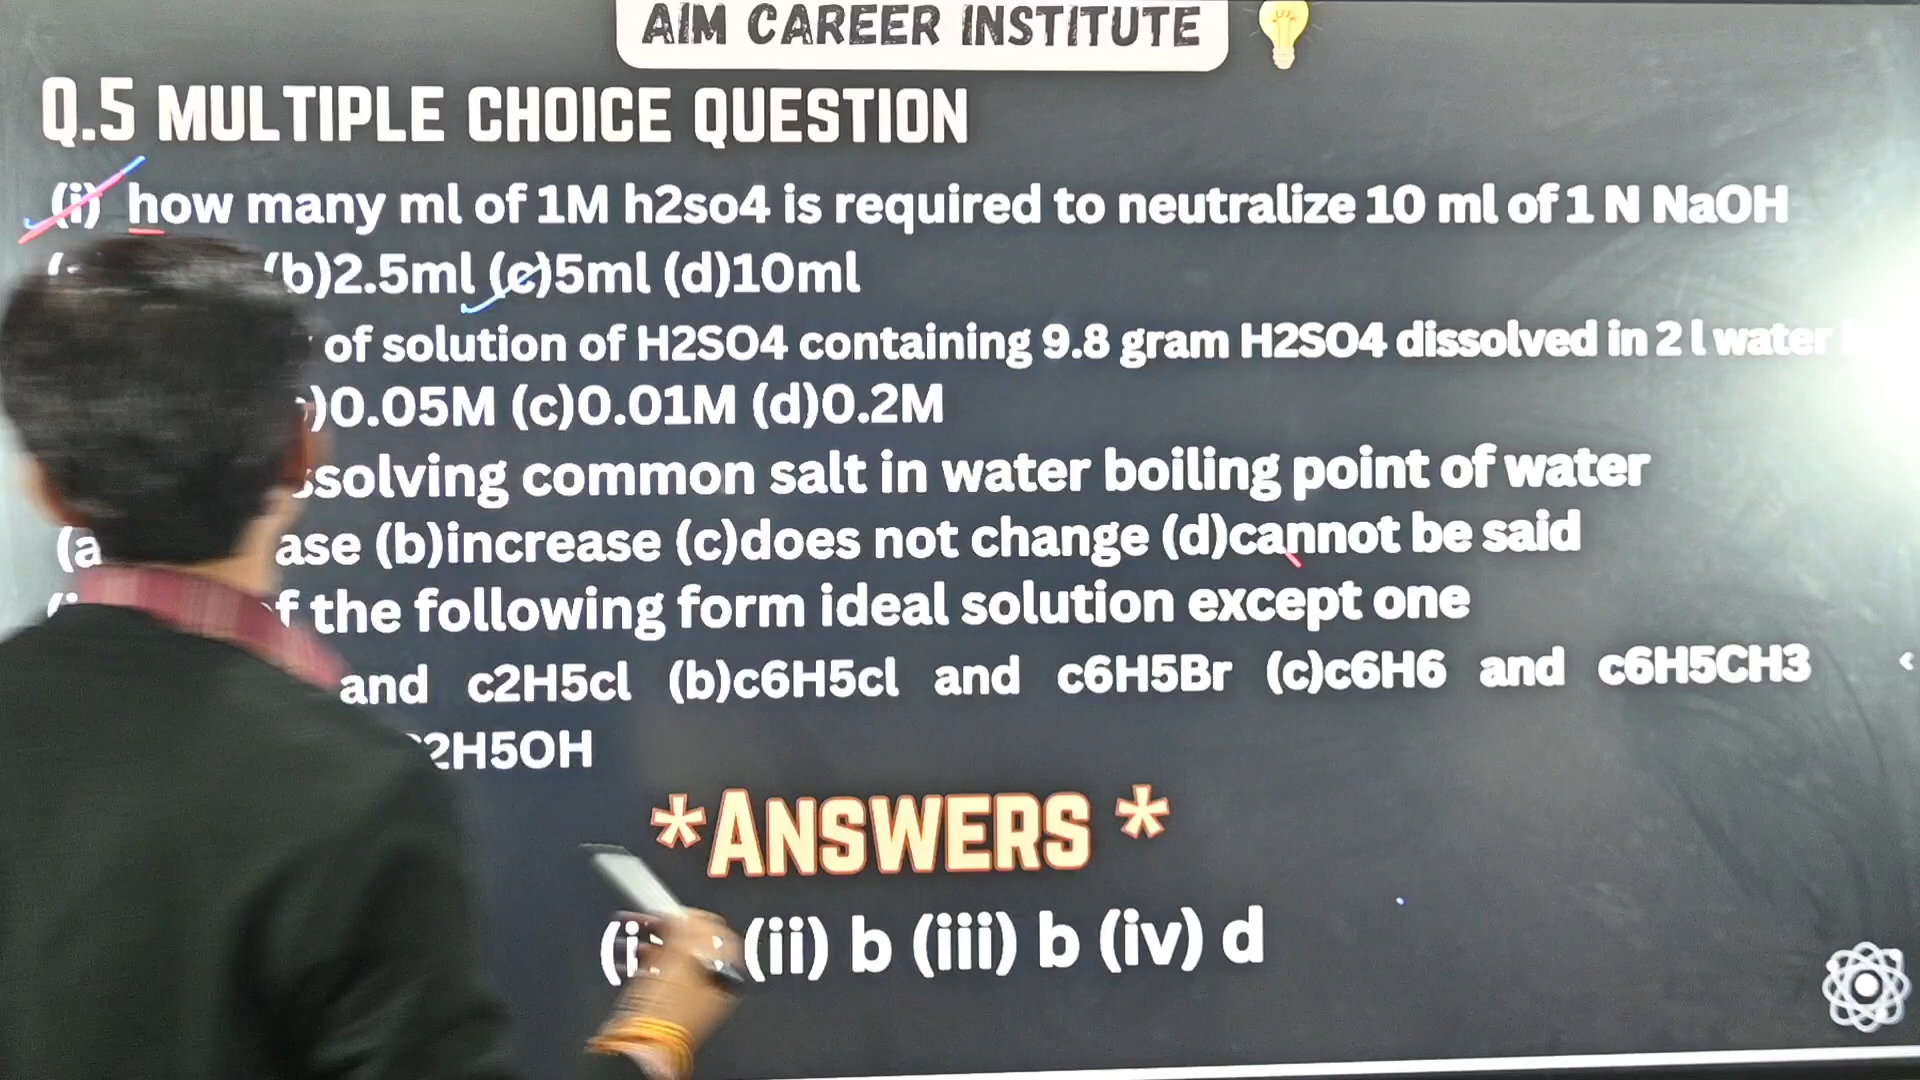 AIM CAREER INSTITUTE
Q.5 MULTIPLE CHOICE QUESTION
(i) how many ml of 1M h2so4 is required to neutralize 10 ml of 1 N NaOH
(b)2.5ml (c)5ml (d)10ml
of solution of H2SO4 containing 9.8 gram H2SO4 dissolved in 2 l water
)0.05M (c)0.01M (d)0.2M
ssolving common salt in water boiling point of water
(a ase (b)increase (c)does not change (d)cannot be said
f the following form ideal solution except one
and c2H5cl (b)c6H5cl and c6H5Br (c)c6H6 and c6H5CH3
2H5OH
*ANSWERS *
(i (ii) b (iii) b (iv) d